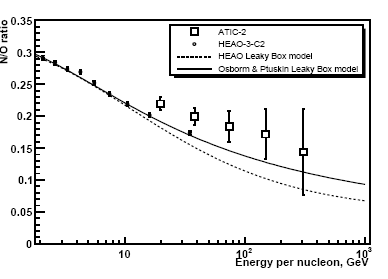 N/O ratio
0.35
0.3
0.25
0.2
0.15
0.1
0.05
0
ATIC-2
HEAO-3-C2
HEAO Leaky Box model
Osborn & Ptuskin Leaky Box model
10
10²
10³
Energy per nucleon, GeV